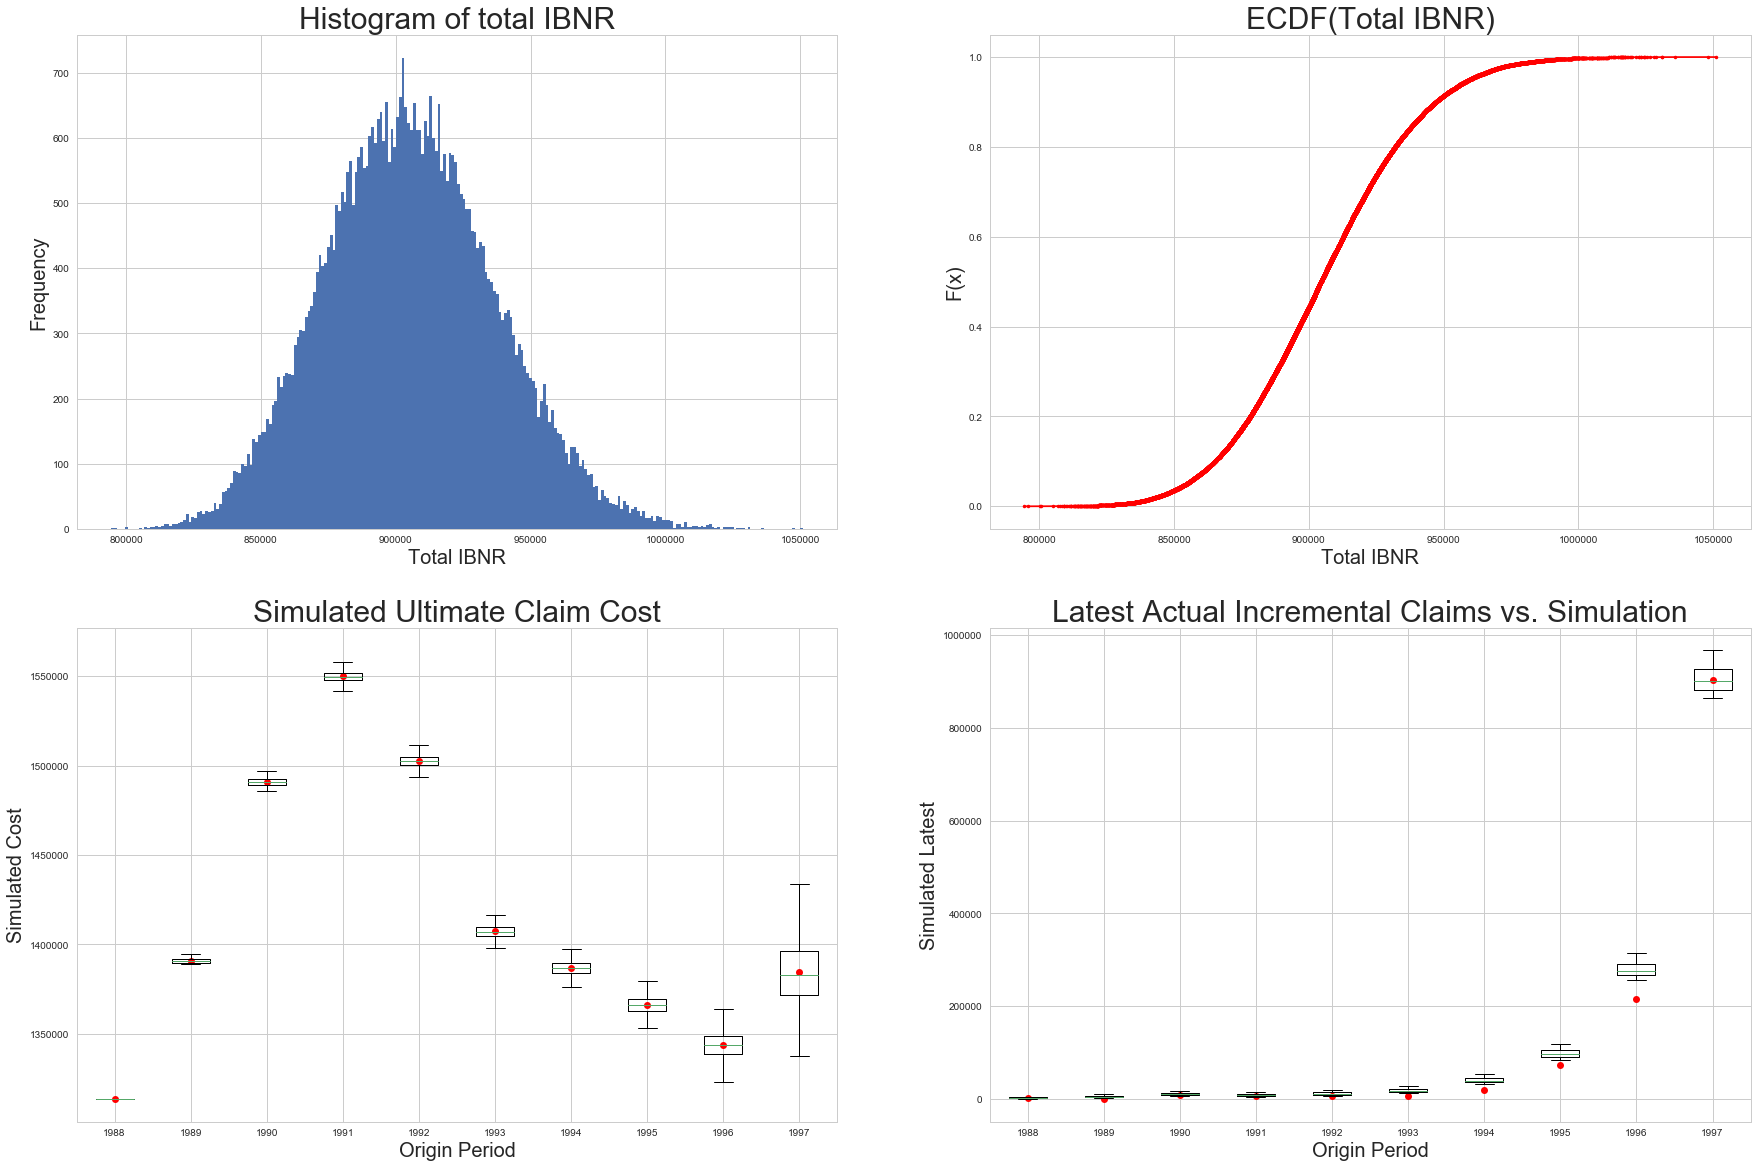 Histogram of total IBNR
Frequency
700
600
500
400
300
200
100
0
800000 850000 900000 950000 1000000 1050000
Total IBNR
ECDF(Total IBNR)
F(x)
1.0
0.8
0.6
0.4
0.2
0.0
800000 850000 900000 950000 1000000 1050000
Total IBNR
Simulated Ultimate Claim Cost
Simulated Cost
1550000
1500000
1450000
1400000
1350000
1988 1989 1990 1991 1992 1993 1994 1995 1996 1997
Origin Period
Latest Actual Incremental Claims vs. Simulation
Simulated Latest
1000000
800000
600000
400000
200000
0
1988 1989 1990 1991 1992 1993 1994 1995 1996 1997
Origin Period